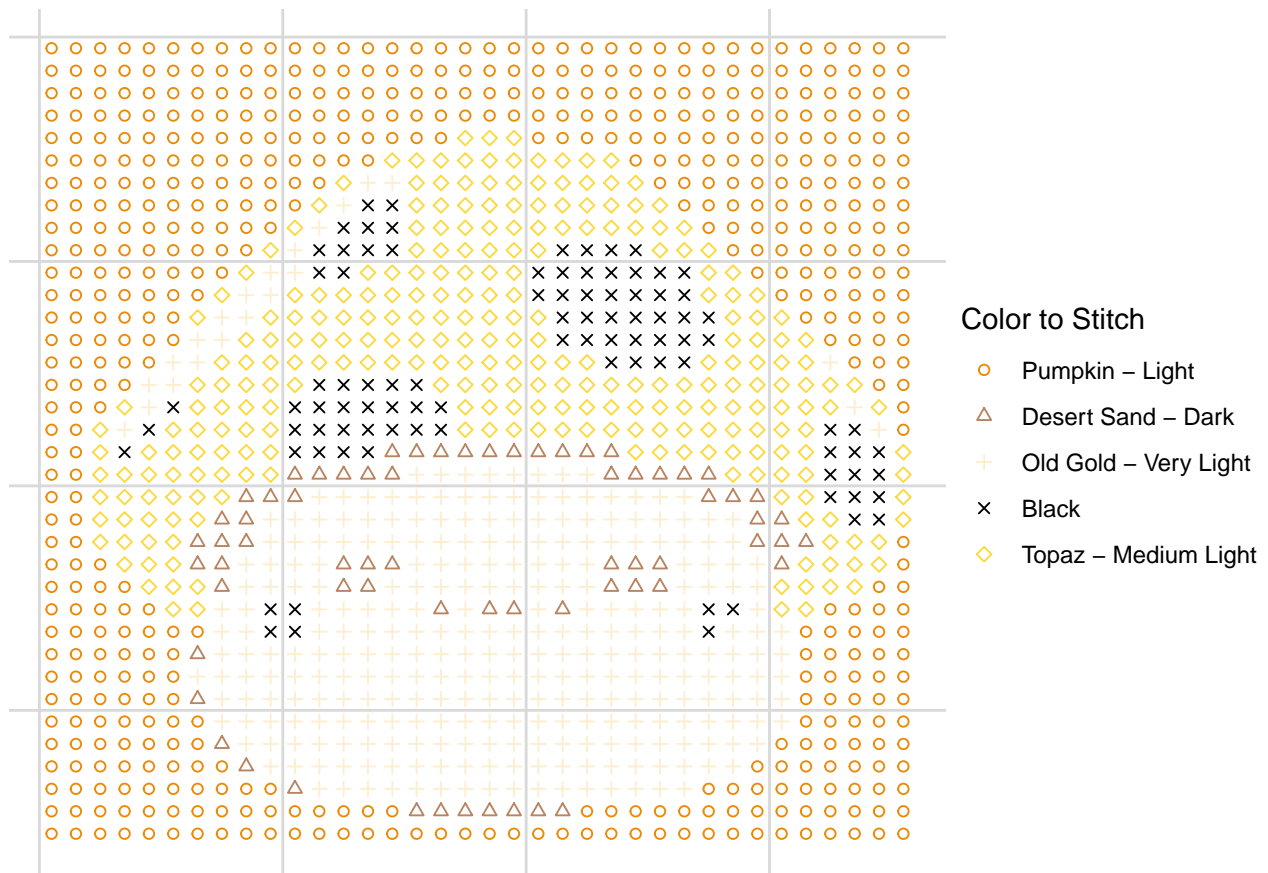 Color to Stitch
Pumpkin − Light
Desert Sand − Dark
Old Gold − Very Light
Black
Topaz − Medium Light